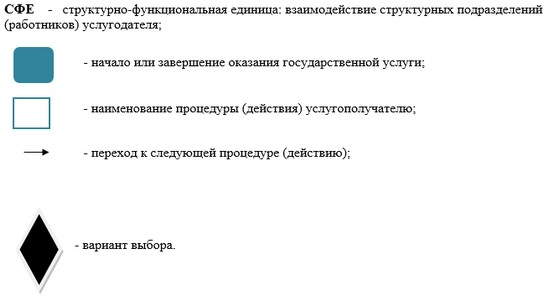 СФЕ - структурно-функциональная единица: взаимодействие структурных подразделений
(работников) услугодателя;
- начало или завершение оказания государственной услуги;
- наименование процедуры (действия) услугополучателю;
- переход к следующей процедуре (действию);
- вариант выбора.